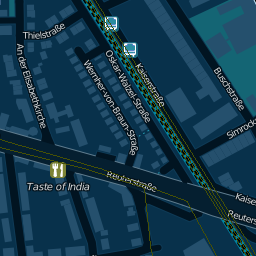 Thielstraße
An der Elisabethkirche
Wernher-von-Braun-Straße
Oskar-Walzel-Straße
Kaiserstraße
Buschstraße
Simrocks
Taste of India
Reuterstraße
Kaise
Reuters